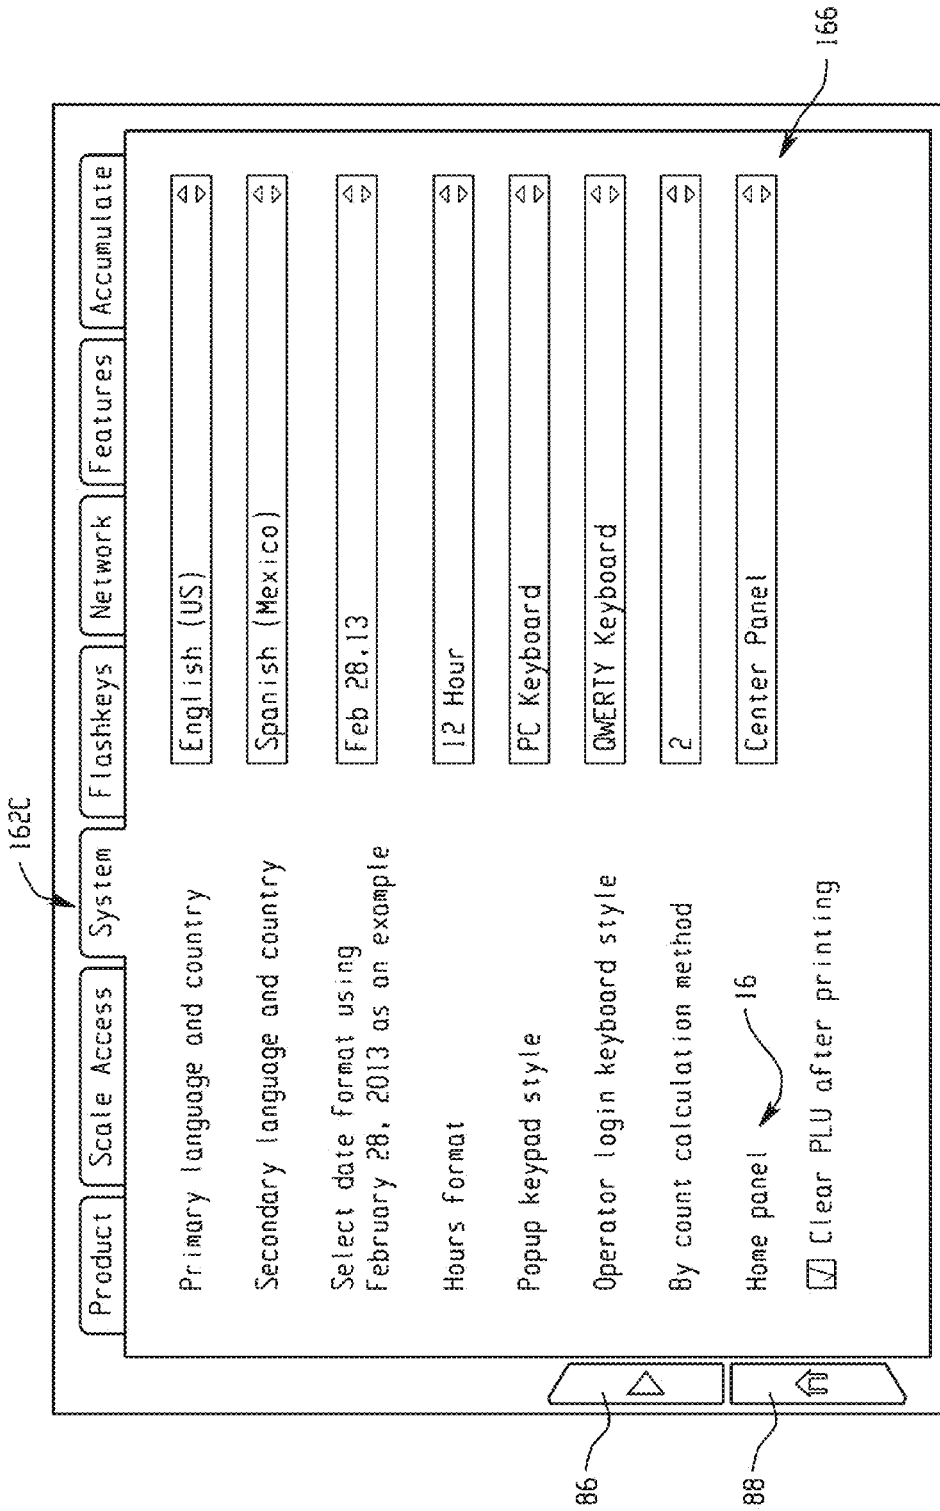 162C
Product
Scale Access
System
Flashkeys
Network
Features
Accumulate
Primary language and country
English (US)
Secondary language and country
Spanish (Mexico)
Select date format using
February 28, 2013 as an example
Feb 28,13
Hours format
12 Hour
Popup keypad style
PC Keyboard
Operator login keyboard style
QWERTY Keyboard
By count calculation method
2
Home panel
16
Center Panel
166
Clear PLU after printing
86
88